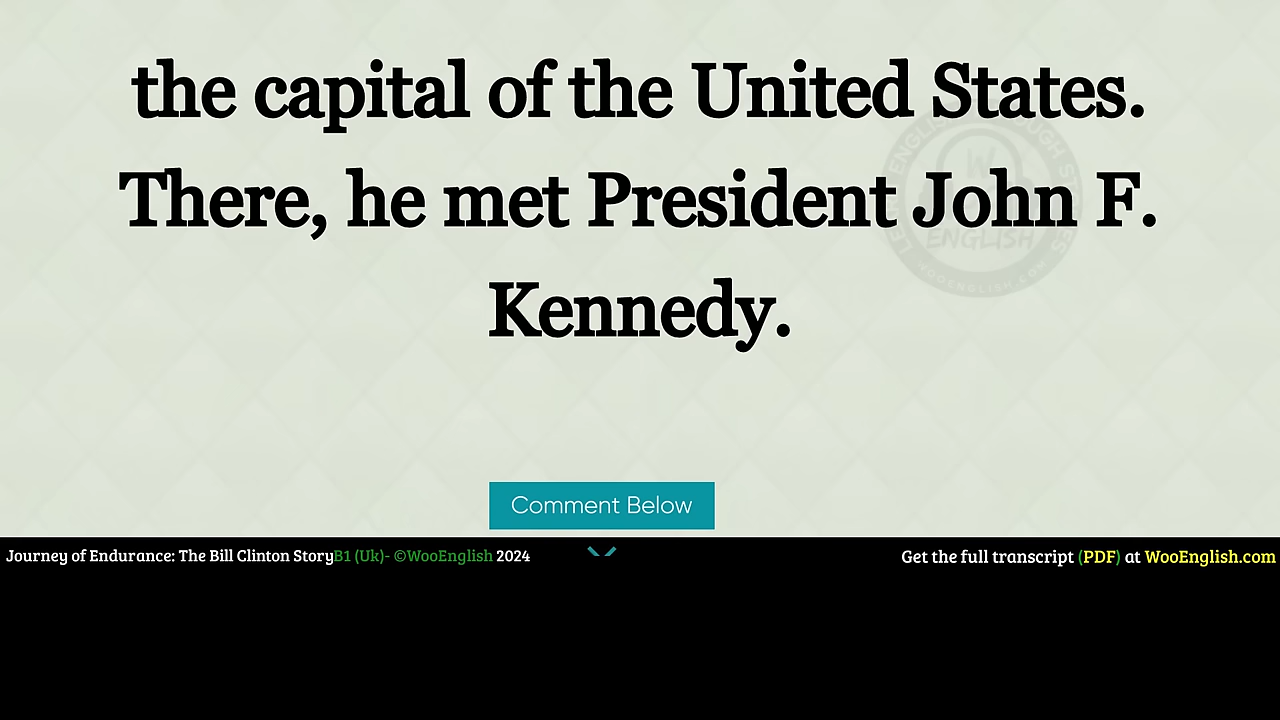 the capital of the United States.
There, he met President John F.
Kennedy.
Comment Below
Journey of Endurance: The Bill Clinton StoryB1 (Uk)- ©WooEnglish 2024
Get the full transcript (PDF) at WooEnglish.com